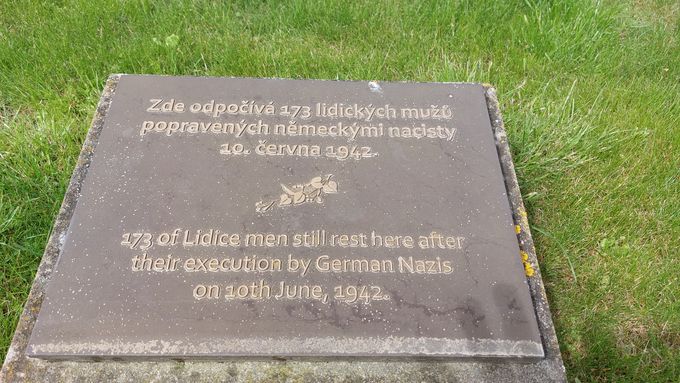 Zde odpočívá 173 lidických mužů
popravených německými nacisty
10. června 1942.
173 of Lidice men still rest here after
their execution by German Nazis
on 10th June, 1942.